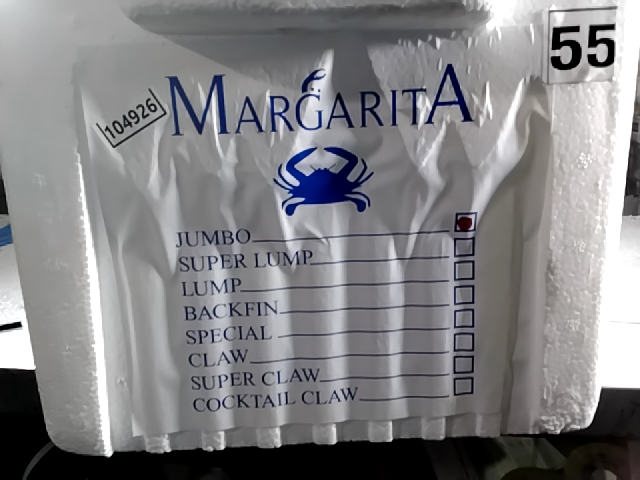 55
104926
MARGARITA
JUMBO
SUPER LUMP
LUMP
BACKFIN
SPECIAL
CLAW
SUPER CLAW
COCKTAIL CLAW